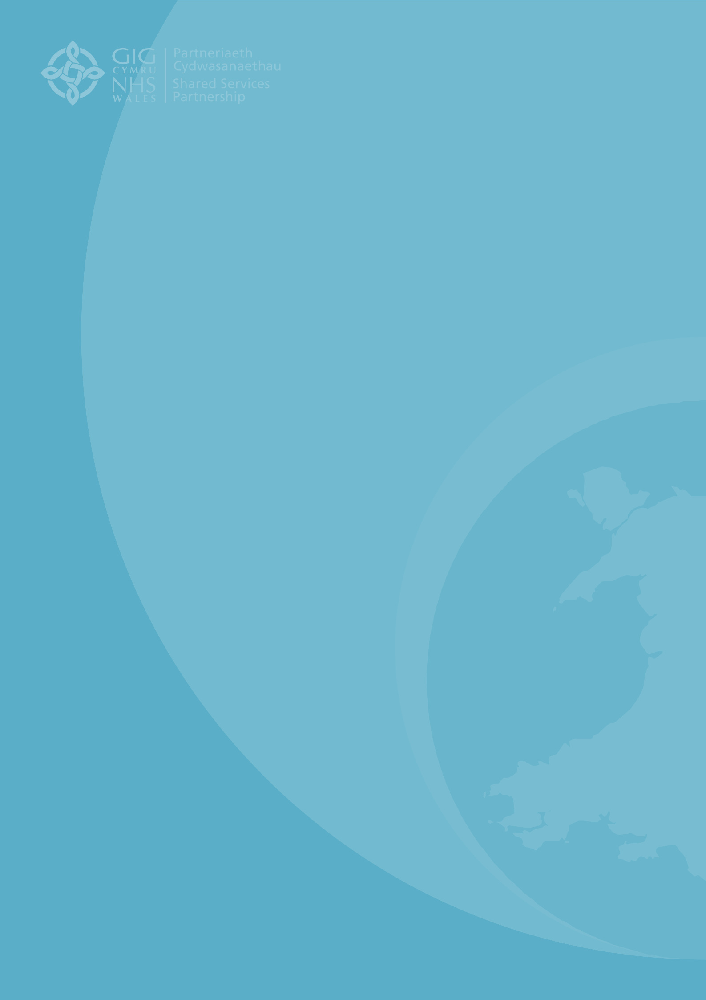 GIG
CYMRU
NHS
WALES
Partneriaeth
Cydwasanaethau
Shared Services
Partnership